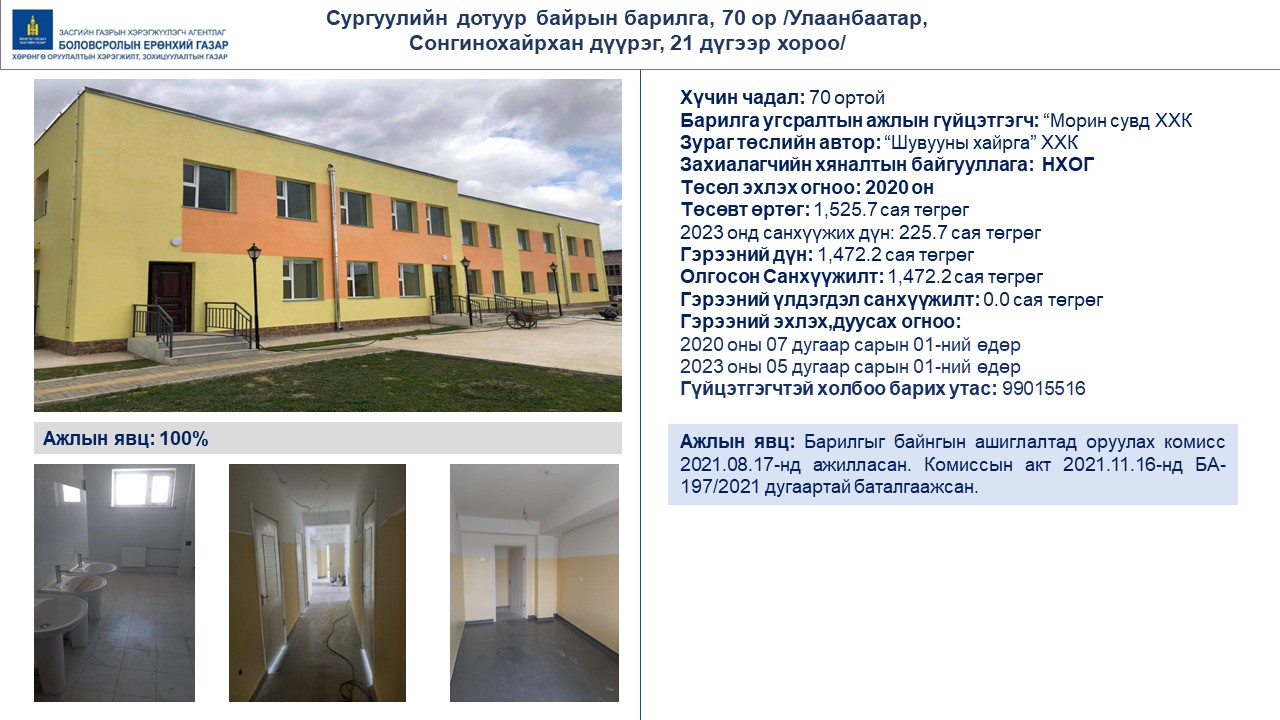 ЗАСГИЙН ГАЗРЫН ХЭРЭГЖҮҮЛЭГЧ АГЕНТЛАГ
БОЛОВСРОЛЫН ЕРӨНХИЙ ГАЗАР
ХӨРӨНГӨ ОРУУЛАЛТЫН ХЭРЭГЖИЛТ, ЗОХИЦУУЛАЛТЫН ГАЗАР
Сургуулийн дотуур байрын барилга, 70 ор /Улаанбаатар,
Сонгинохайрхан дүүрэг, 21 дүгээр хороо/
Ажлын явц: 100%
Хүчин чадал: 70 ортой
Барилга угсралтын ажлын гүйцэтгэгч: “Морин сувд ХХК
Зураг төслийн автор: “Шувууны хайрга” ХХК
Захиалагчийн хяналтын байгууллага: НХОГ
Төсөл эхлэх огноо: 2020 он
Төсөвт өртөг: 1,525.7 сая төгрөг
2023 онд санхүүжих дүн: 225.7 сая төгрөг
Гэрээний дүн: 1,472.2 сая төгрөг
Олгосон Санхүүжилт: 1,472.2 сая төгрөг
Гэрээний үлдэгдэл санхүүжилт: 0.0 сая төгрөг
Гэрээний эхлэх,дуусах огноо:
2020 оны 07 дугаар сарын 01-ний өдөр
2023 оны 05 дугаар сарын 01-ний өдөр
Гүйцэтгэгчтэй холбоо барих утас: 99015516
Ажлын явц: Барилгыг байнгын ашиглалтад оруулах комисс
2021.08.17-нд ажилласан. Комиссын акт 2021.11.16-нд БА-
197/2021 дугаартай баталгаажсан.